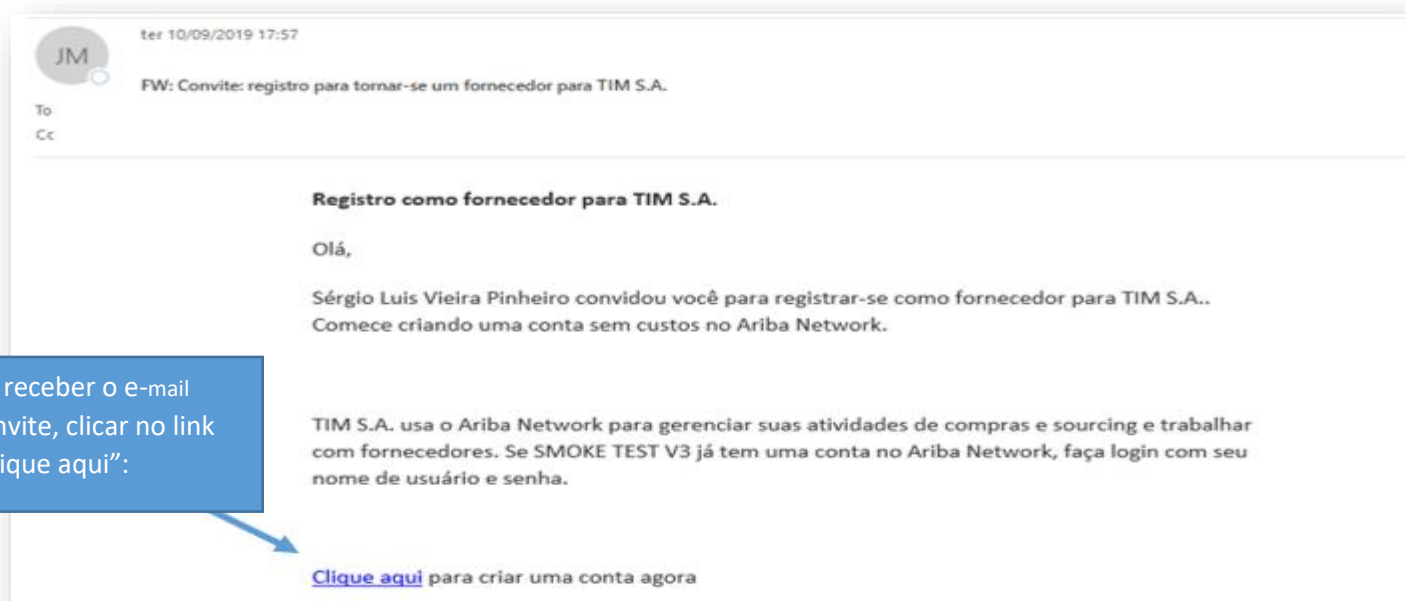 JM
ter 10/09/2019 17:57
FW: Convite: registro para tornar-se um fornecedor para TIM S.A.
To
Cc
Registro como fornecedor para TIM S.A.
Olá,
Sérgio Luis Vieira Pinheiro convidou você para registrar-se como fornecedor para TIM S.A..
Comece criando uma conta sem custos no Ariba Network.
receber o e-mail
nvite, clicar no link
ique aqui”:
TIM S.A. usa o Ariba Network para gerenciar suas atividades de compras e sourcing e trabalhar
com fornecedores. Se SMOKE TEST V3 já tem uma conta no Ariba Network, faça login com seu
nome de usuário e senha.
Clique aqui para criar uma conta agora